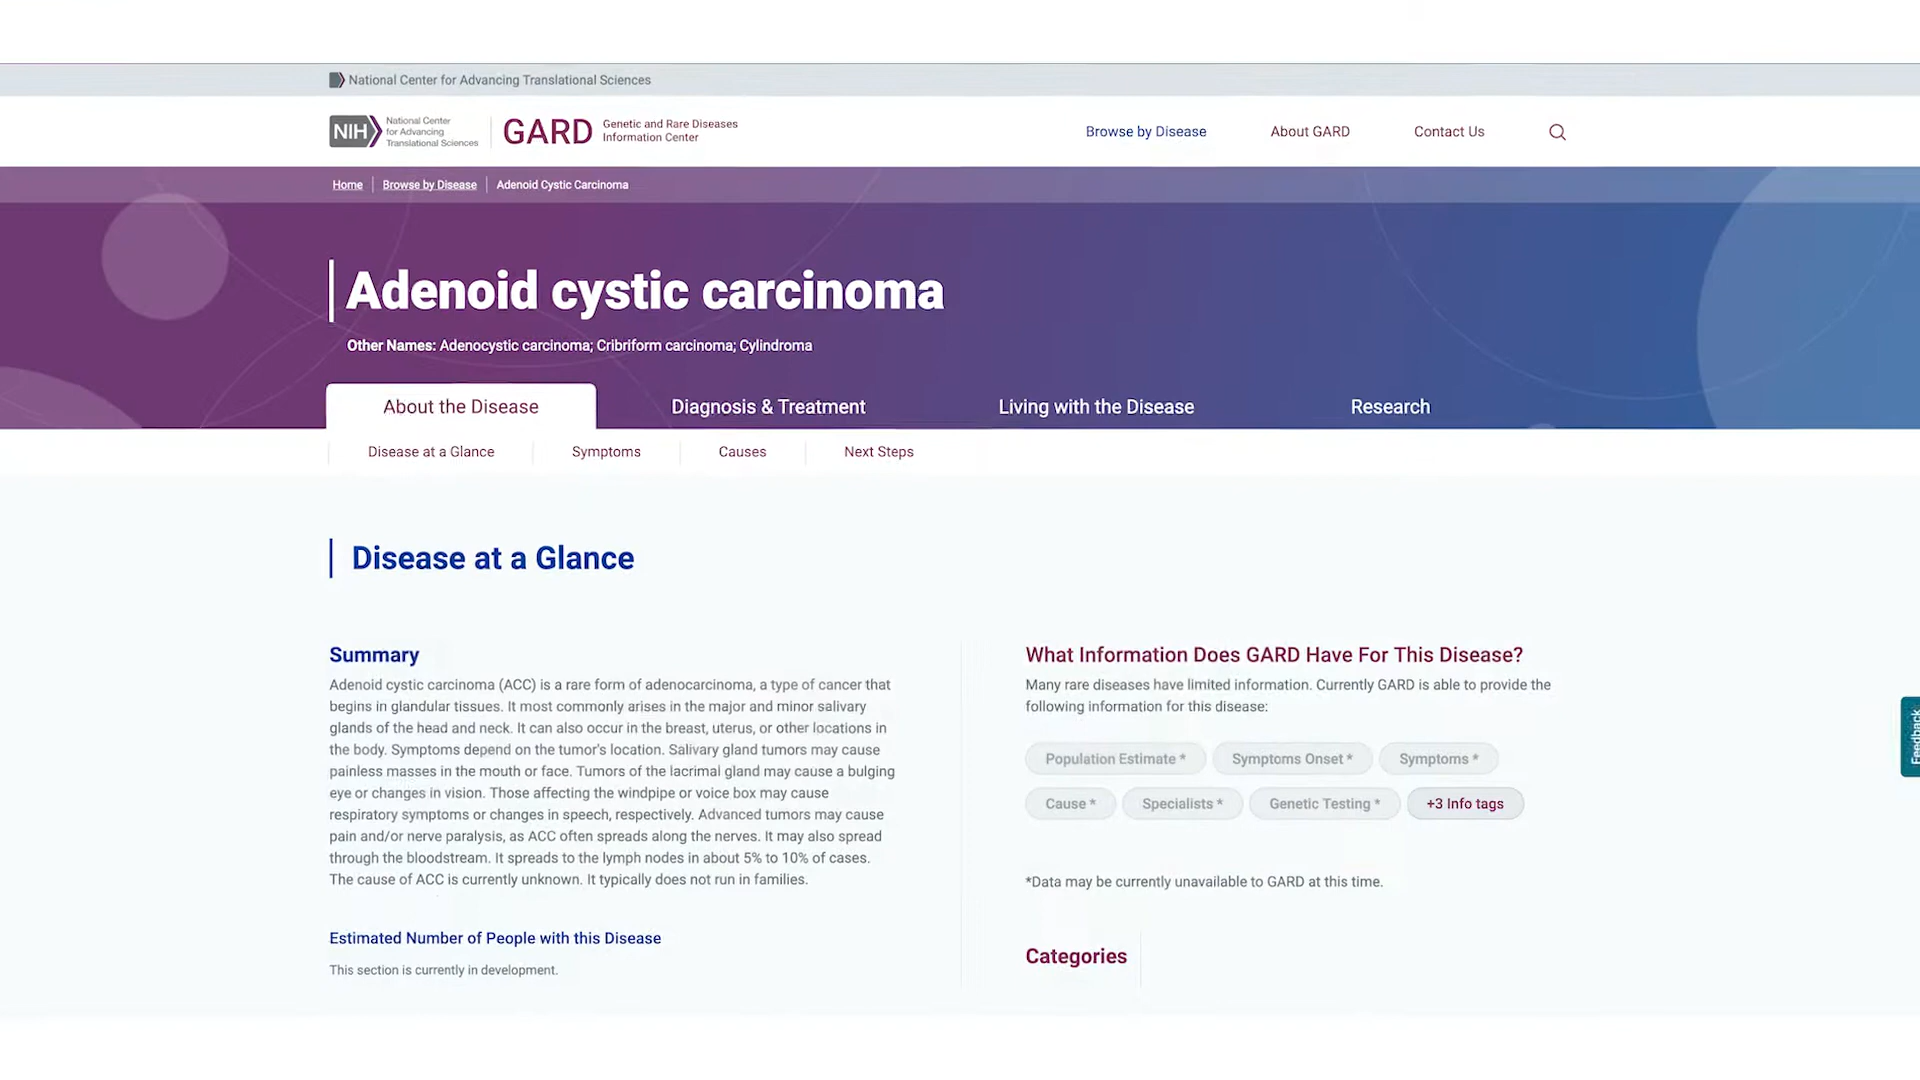 National Center for Advancing Translational Sciences
NIH
National Center
for Advancing
Translational Sciences
GARD
Genetic and Rare Diseases
Information Center
Browse by Disease
About GARD
Contact Us
Home
Browse by Disease
Adenoid Cystic Carcinoma
Adenoid cystic carcinoma
Other Names: Adenocystic carcinoma; Cribriform carcinoma; Cylindroma
About the Disease
Diagnosis & Treatment
Living with the Disease
Research
Disease at a Glance
Symptoms
Causes
Next Steps
Disease at a Glance
Summary
Adenoid cystic carcinoma (ACC) is a rare form of adenocarcinoma, a type of cancer that
begins in glandular tissues. It most commonly arises in the major and minor salivary
glands of the head and neck. It can also occur in the breast, uterus, or other locations in
the body. Symptoms depend on the tumor's location. Salivary gland tumors may cause
painless masses in the mouth or face. Tumors of the lacrimal gland may cause a bulging
eye or changes in vision. Those affecting the windpipe or voice box may cause
respiratory symptoms or changes in speech, respectively. Advanced tumors may cause
pain and/or nerve paralysis, as ACC often spreads along the nerves. It may also spread
through the bloodstream. It spreads to the lymph nodes in about 5% to 10% of cases.
The cause of ACC is currently unknown. It typically does not run in families.
Estimated Number of People with this Disease
This section is currently in development.
What Information Does GARD Have For This Disease?
Many rare diseases have limited information. Currently GARD is able to provide the
following information for this disease:
Population Estimate *
Symptoms Onset *
Symptoms *
Cause *
Specialists *
Genetic Testing *
+3 Info tags
*Data may be currently unavailable to GARD at this time.
Categories
Feedback